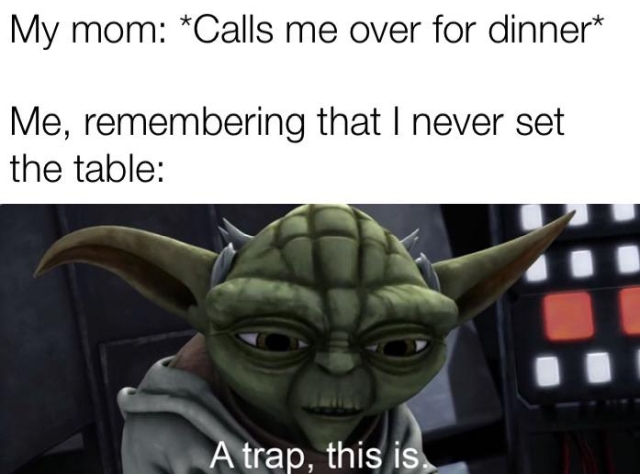 My mom: *Calls me over for dinner*
Me, remembering that I never set
the table:
A trap, this is.